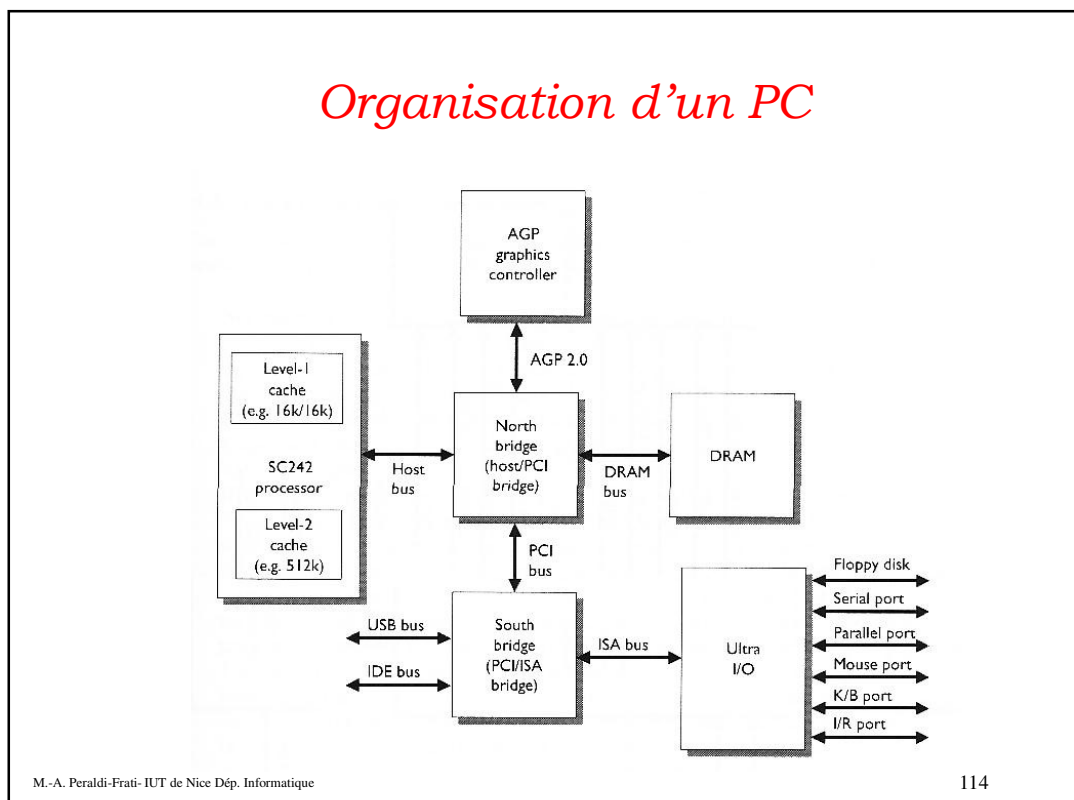 Organisation d'un PC
AGP
graphics
controller
AGP 2.0
Level-1
cache
(e.g. 16k/16k)
SC242
processor
Level-2
cache
(e.g. 512k)
Host
bus
North
bridge
(host/PCI
bridge)
DRAM
bus
DRAM
PCI
bus
USB bus
IDE bus
South
bridge
(PCI/ISA
bridge)
ISA bus
Ultra
I/O
Floppy disk
Serial port
Parallel port
Mouse port
K/B port
I/R port
M.-A. Peraldi-Frati- IUT de Nice Dép. Informatique
114